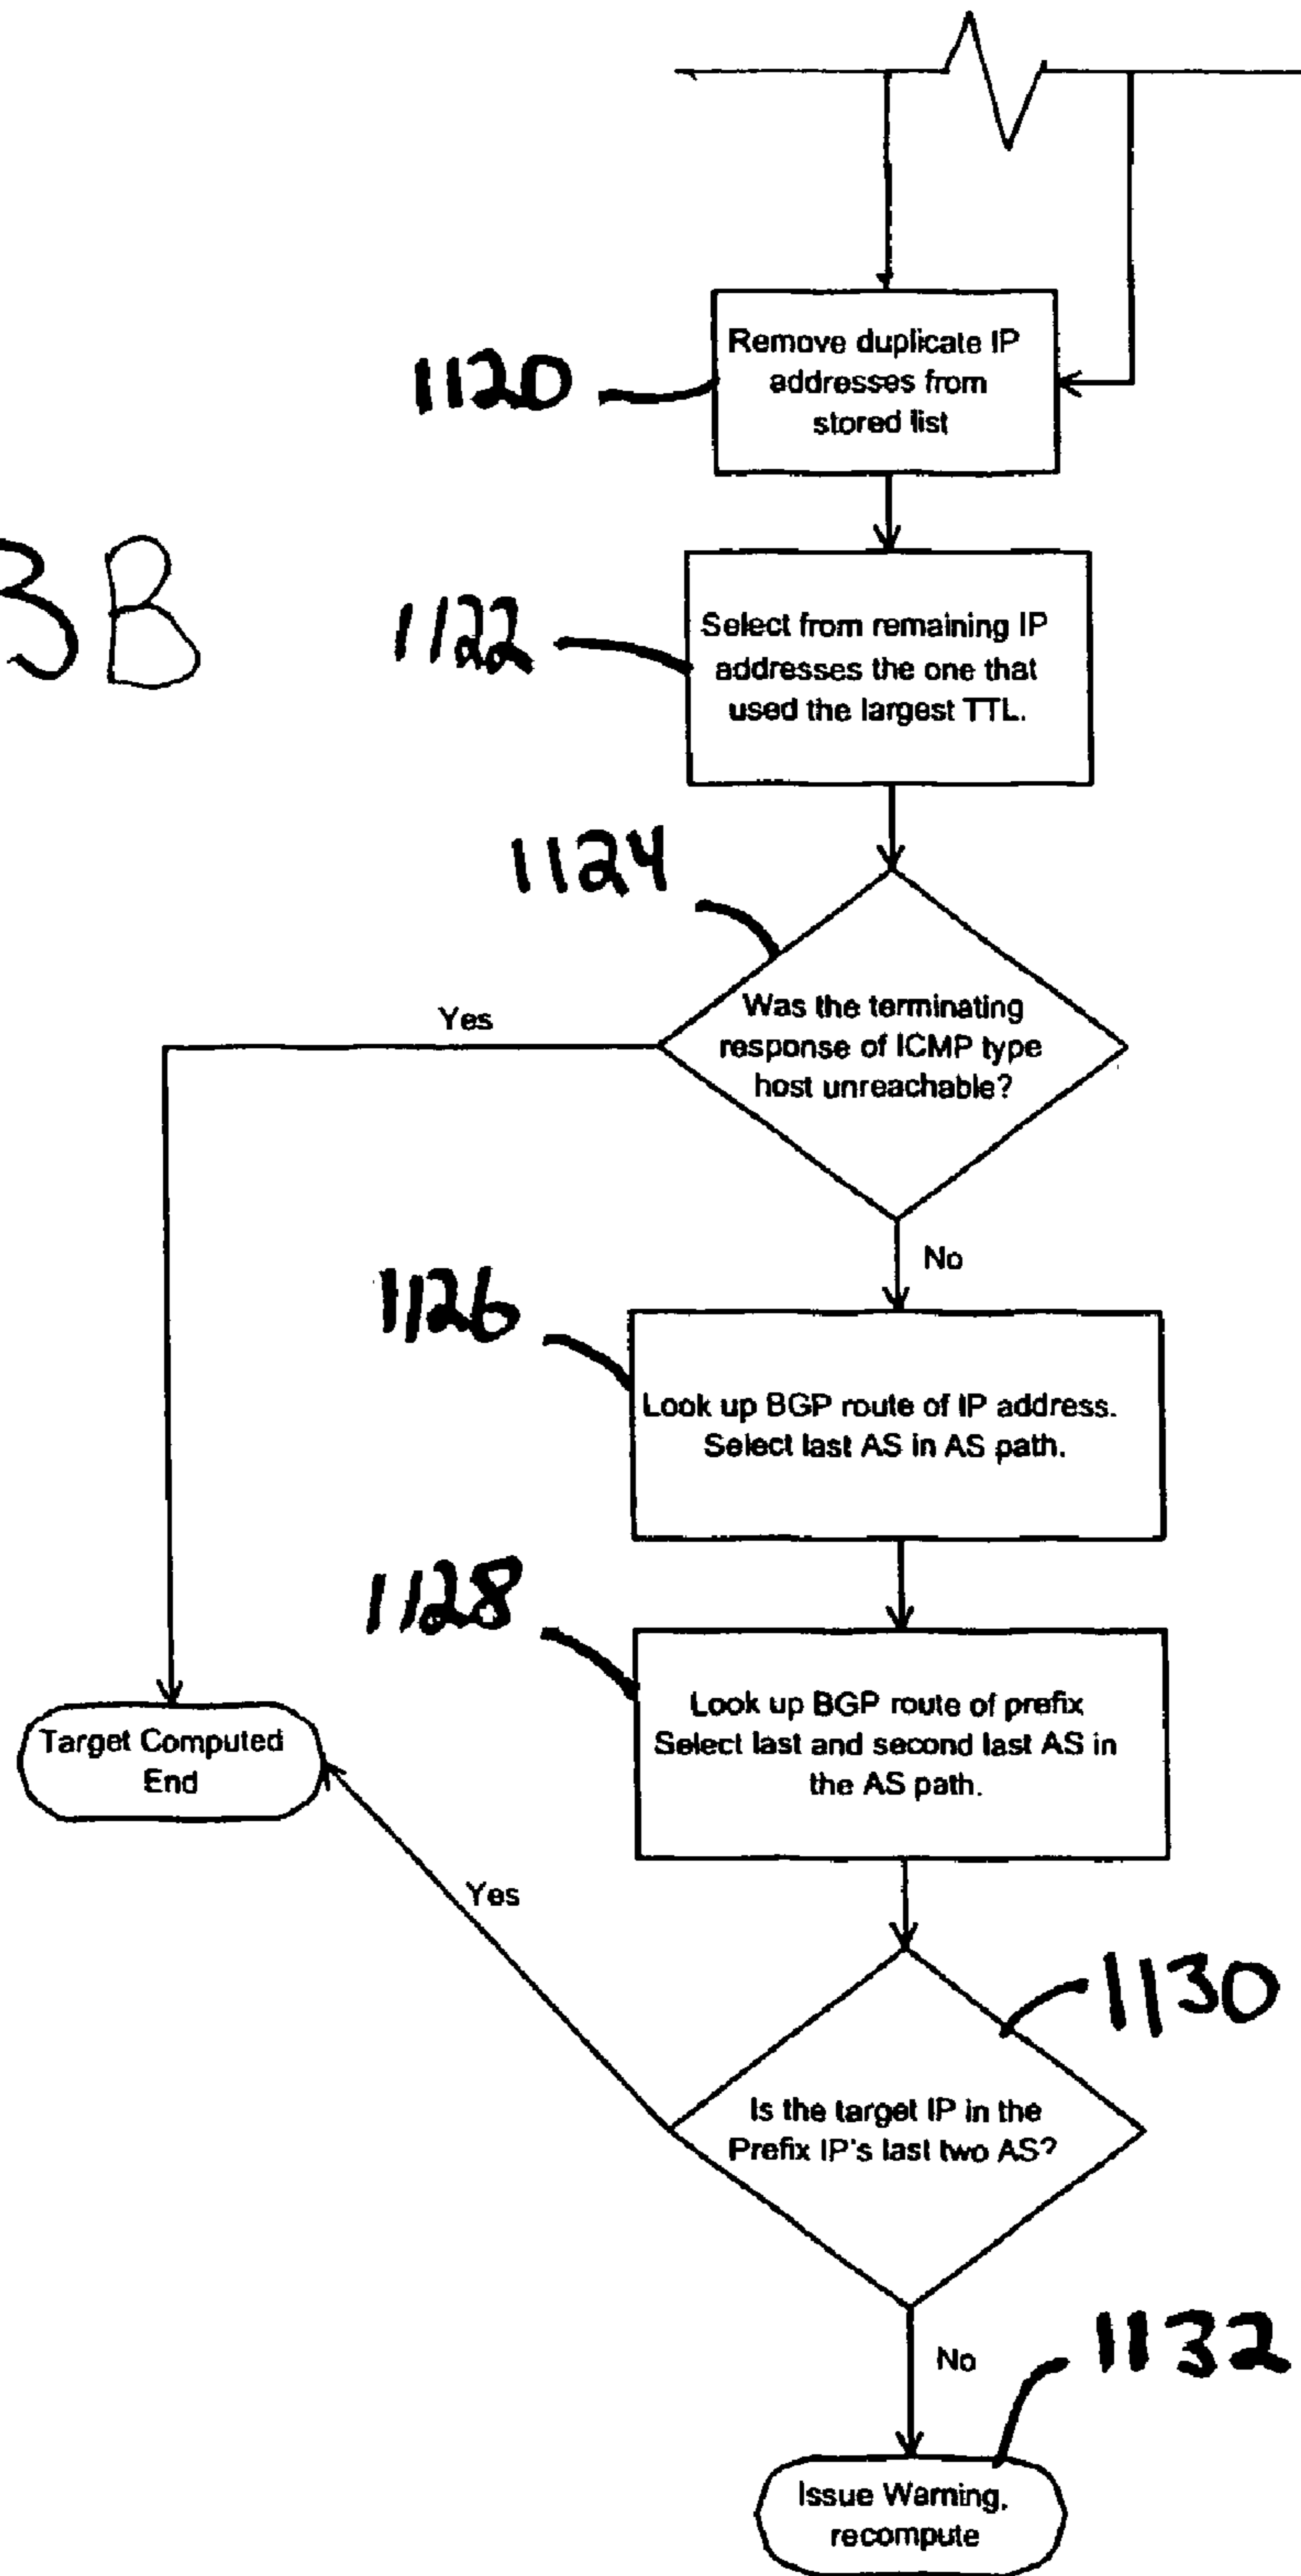 Remove duplicate IP
addresses from
stored list
1120
3B
Select from remaining IP
addresses the one that
used the largest TTL.
1122
1124
Was the terminating
response of ICMP type
host unreachable?
Yes
No
1126
Look up BGP route of IP address.
Select last AS in AS path.
1128
Look up BGP route of prefix
Select last and second last AS in
the AS path.
Target Computed
End
Yes
1130
Is the target IP in the
Prefix IP's last two AS?
No
1132
Issue Warning,
recompute